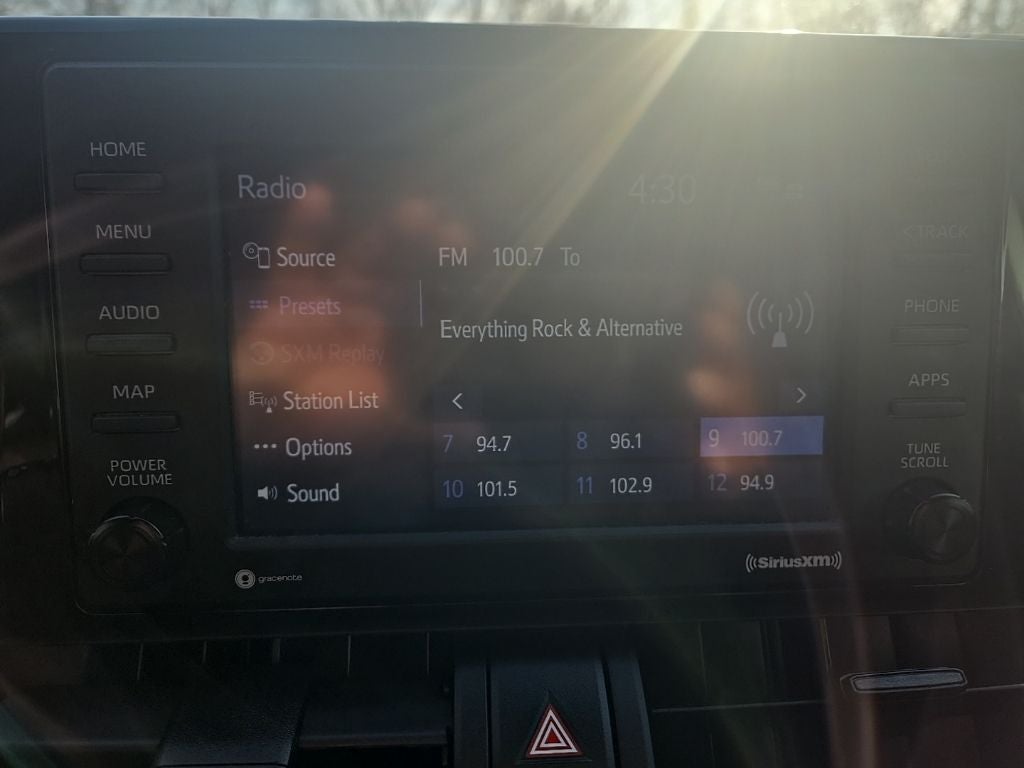 HOME
Radio
4:30
MENU
<TRACK
Source
FM 100.7 To
Presets
AUDIO
PHONE
Everything Rock & Alternative
SXM Replay
MAP
APPS
Station List
< >
7 94.7 8 96.1 9 100.7
Options
POWER
VOLUME
TUNE
SCROLL
10 101.5 11 102.9 12 94.9
Sound
gracenote
SiriusXM